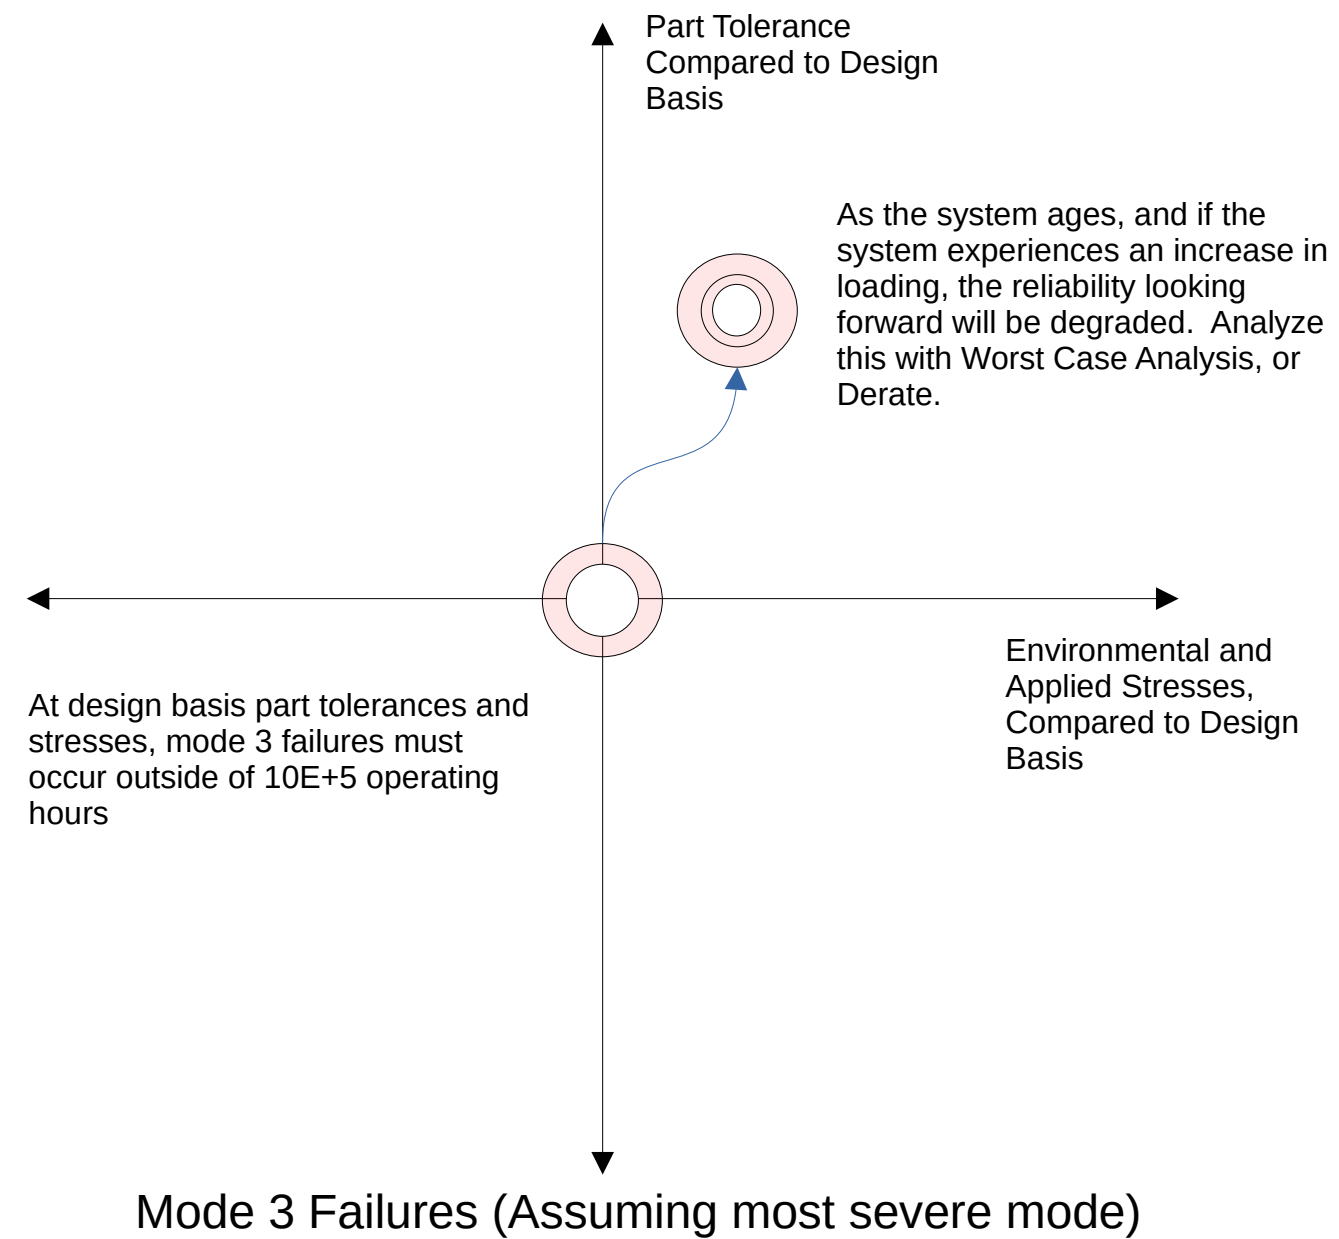 Part Tolerance
Compared to Design
Basis
As the system ages, and if the
system experiences an increase in
loading, the reliability looking
forward will be degraded.  Analyze
this with Worst Case Analysis, or
Derate.
Environmental and
Applied Stresses,
Compared to Design
Basis
At design basis part tolerances and
stresses, mode 3 failures must
occur outside of 10E+5 operating
hours
Mode 3 Failures (Assuming most severe mode)